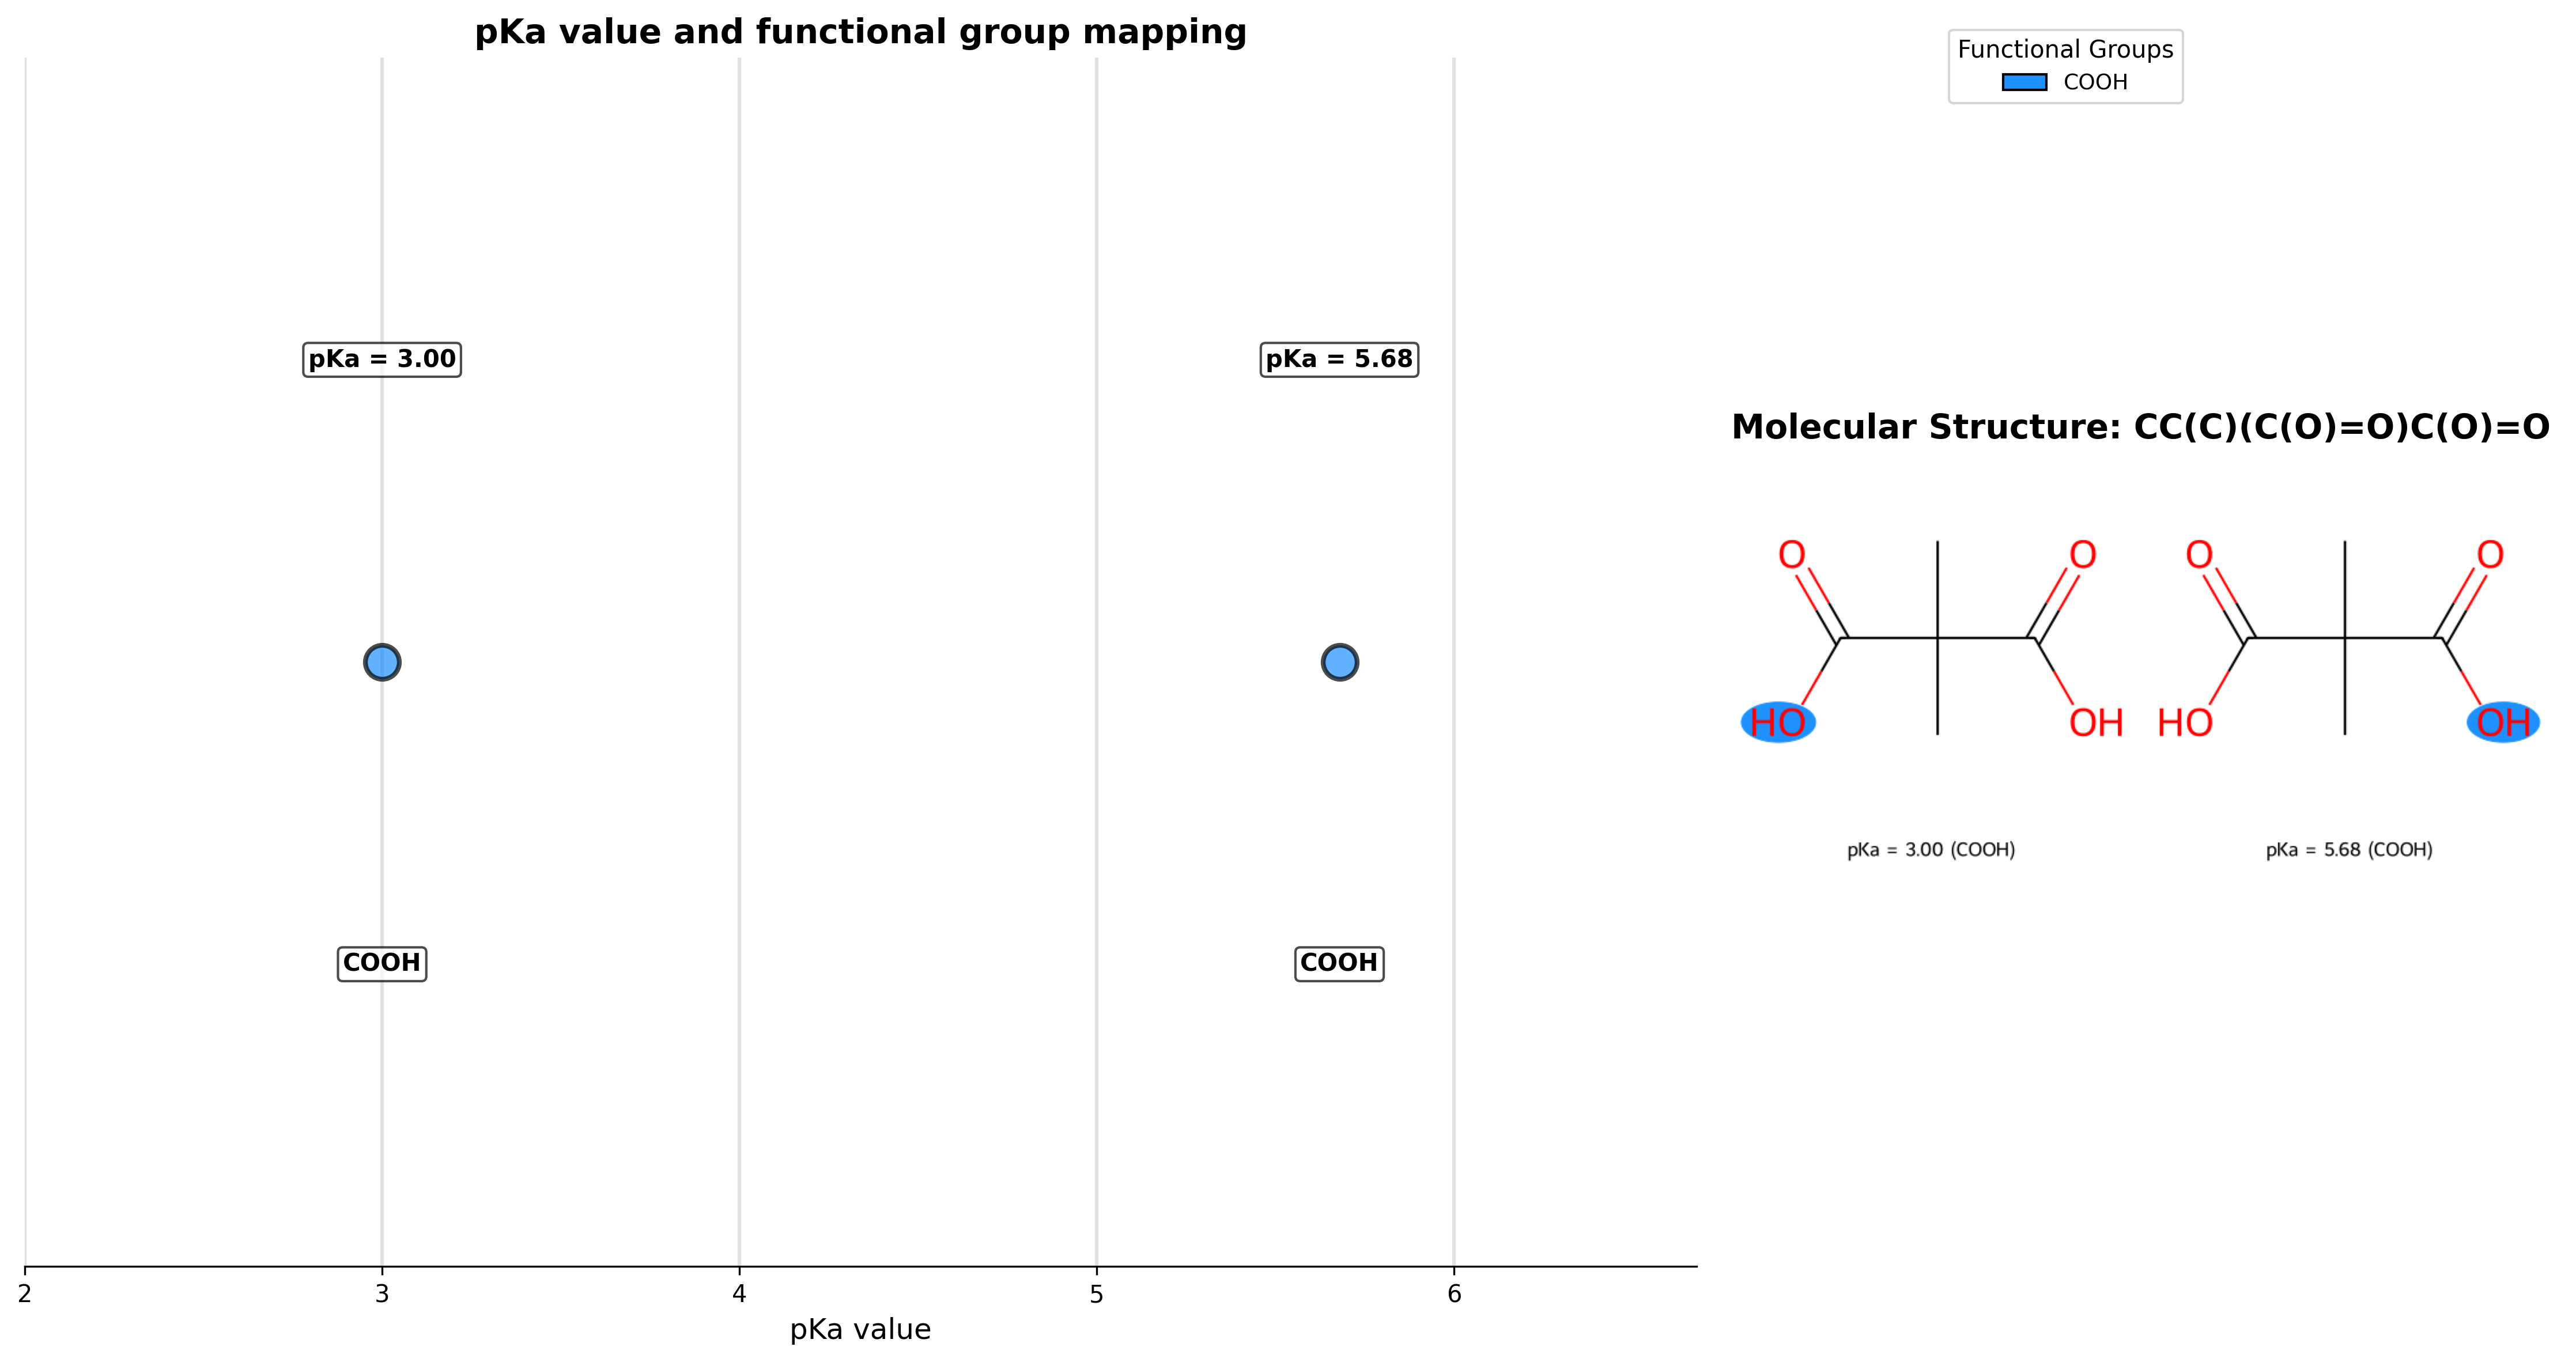 pKa value and functional group mapping
Functional Groups
COOH
pKa = 3.00
pKa = 5.68
COOH
COOH
2 3 4 5 6
pKa value
Molecular Structure: CC(C)(C(O)=O)C(O)=O
O O O O
HO OH HO OH
pKa = 3.00 (COOH)
pKa = 5.68 (COOH)